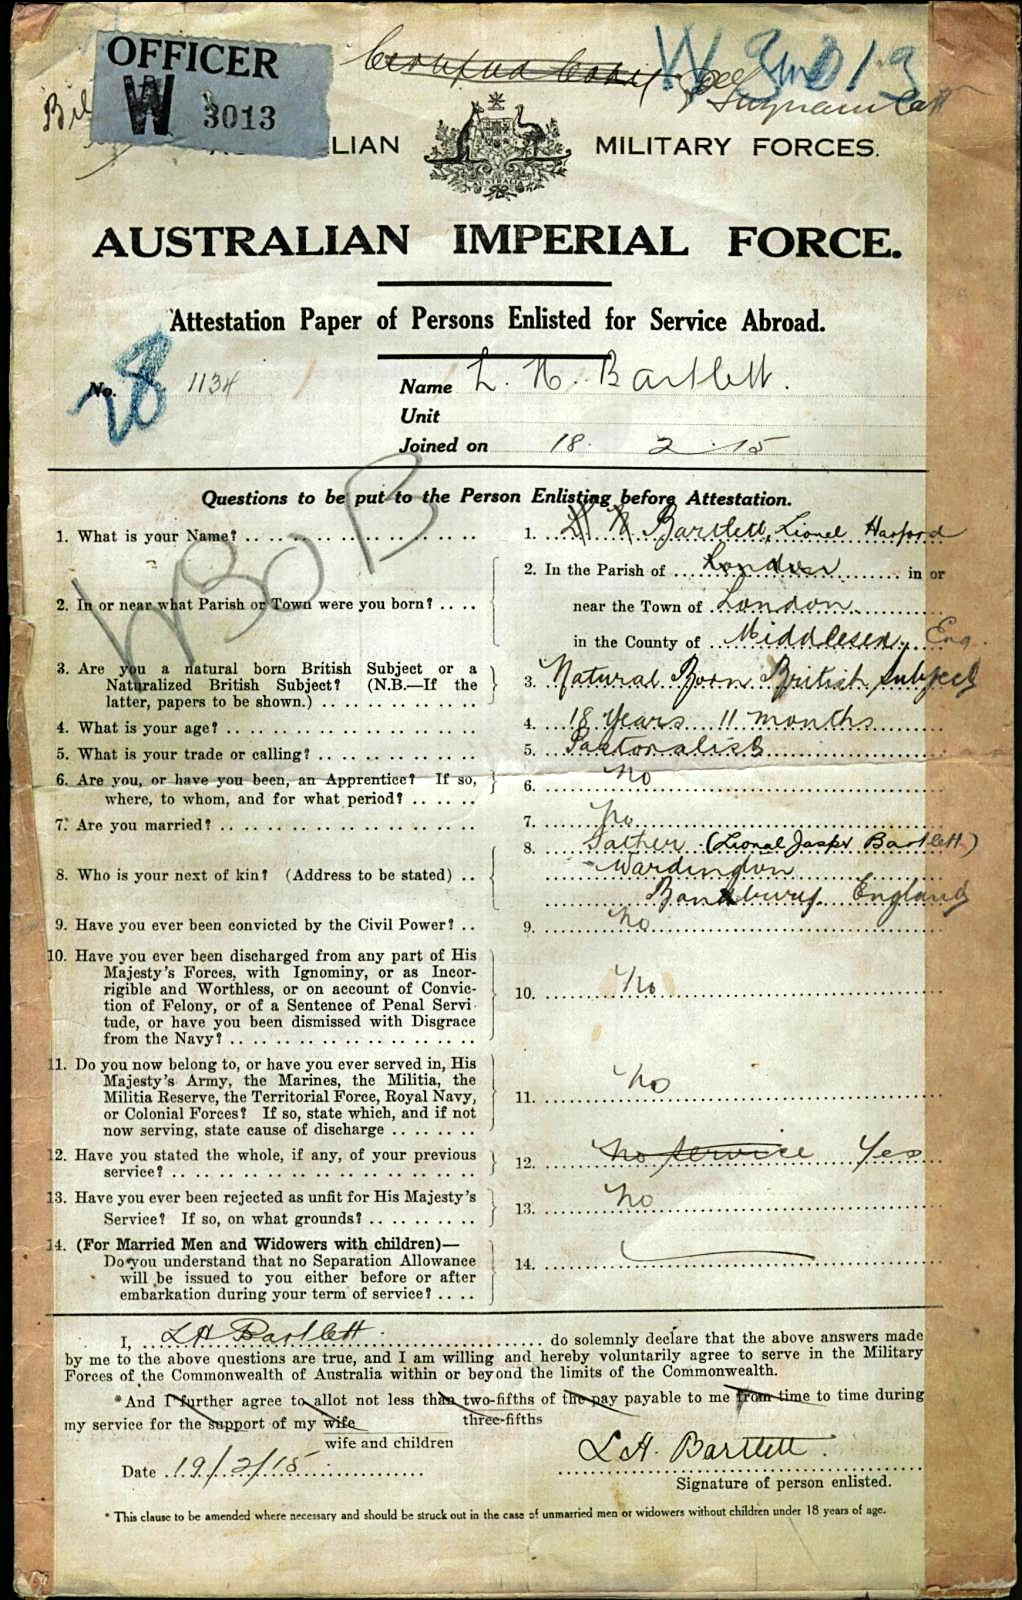 OFFICER
W 3013
W 3013
LIAN MILITARY FORCES.
AUSTRALIAN IMPERIAL FORCE.
Attestation Paper of Persons Enlisted for Service Abroad.
No. 1134 Name L. H. Bartlett.
28
Unit
Joined on 18. 2. 15
Questions to be put to the Person Enlisting before Attestation.
1. What is your Name? 1. L H Bartlett, Lionel Harford
2. In or near what Parish or Town were you born? 2. In the Parish of London in or
near the Town of London
in the County of Middlesex, Eng.
3. Are you a natural born British Subject or a
Naturalized British Subject? (N.B.—If the
latter, papers to be shown.) 3. Natural Born British Subject
4. What is your age? 4. 18 Years 11 months
5. What is your trade or calling? 5. Pastoralist
6. Are you, or have you been, an Apprentice? If so,
where, to whom, and for what period? 6. No
7. Are you married? 7. No
8. Who is your next of kin? (Address to be stated) 8. Father (Lionel Jasper Bartlett)
Wardington
Banbury England
9. Have you ever been convicted by the Civil Power? 9. No
10. Have you ever been discharged from any part of His
Majesty's Forces, with Ignominy, or as Incor-
rigible and Worthless, or on account of Convic-
tion of Felony, or of a Sentence of Penal Servi
tude, or have you been dismissed with Disgrace
from the Navy? 10. No
11. Do you now belong to, or have you ever served in, His
Majesty's Army, the Marines, the Militia, the
Militia Reserve, the Territorial Force, Royal Navy,
or Colonial Forces? If so, state which, and if not
now serving, state cause of discharge 11. No
12. Have you stated the whole, if any, of your previous
service? 12. No service Yes
13. Have you ever been rejected as unfit for His Majesty's
Service? If so, on what grounds? 13. No
14. (For Married Men and Widowers with children)—
Do you understand that no Separation Allowance
will be issued to you either before or after
embarkation during your term of service? 14.
I, L H Bartlett do solemnly declare that the above answers made
by me to the above questions are true, and I am willing and hereby voluntarily agree to serve in the Military
Forces of the Commonwealth of Australia within or beyond the limits of the Commonwealth.
*And I further agree to allot not less than two-fifths of the pay payable to me from time to time during
three-fifths
my service for the support of my wife
wife and children
Date 19/2/15 L H. Bartlett.
Signature of person enlisted.
* This clause to be amended where necessary and should be struck out in the case of unmarried men or widowers without children under 18 years of age.